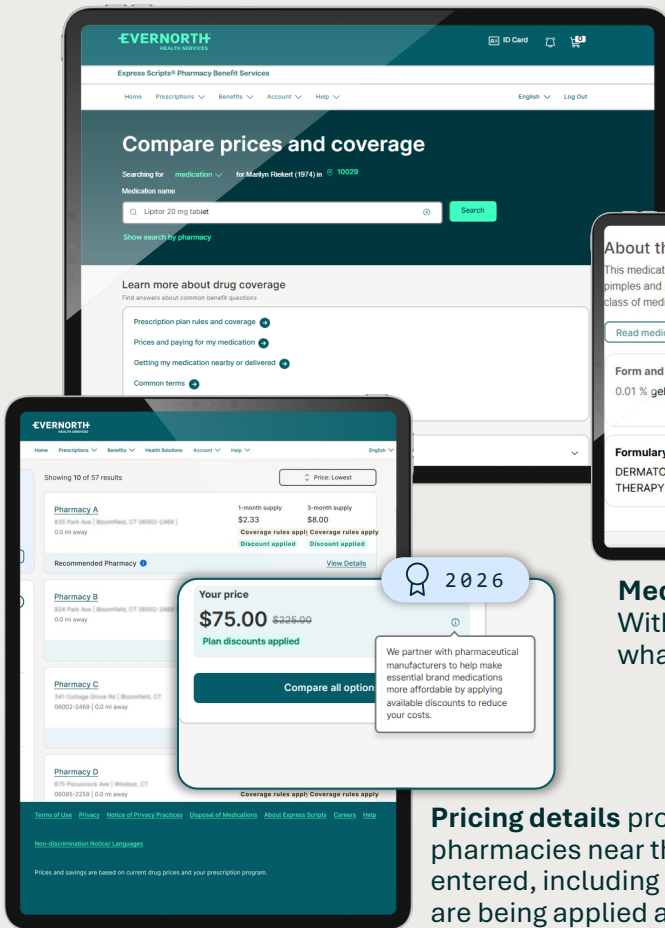 EVERNORTH
HEALTH SERVICES
ID Card
0
Express Scripts® Pharmacy Benefit Services
Home Prescriptions Benefits Account Help English Log Out
Compare prices and coverage
Searching for medication for Marilyn Riekert (1974) in 10029
Medication name
Lipitor 20 mg tablet
Search
Show search by pharmacy
Learn more about drug coverage
Find answers about common benefit questions
Prescription plan rules and coverage
Prices and paying for my medication
Getting my medication nearby or delivered
Common terms
About th
This medicat
pimples and
class of medi
Read medic
Form and
0.01 % gel
Formulary
DERMATO
THERAPY
EVERNORTH
HEALTH SERVICES
Home Prescriptions Benefits Health Solutions Account Help English
Showing 10 of 57 results
Price: Lowest
Pharmacy A
1-month supply 3-month supply
835 Park Ave | Bloomfield, CT 06002-2469 |
$2.33 $8.00
0.0 mi away
Coverage rules apply Coverage rules apply
Discount applied Discount applied
Recommended Pharmacy
View Details
Pharmacy B
824 Park Ave | Bloomfield, CT 06002-2469
0.0 mi away
Pharmacy C
341 Cottage Grove Rd | Bloomfield, CT
06002-2469 | 0.0 mi away
Pharmacy D
675 Poquonock Ave | Windsor, CT
06095-2259 | 0.0 mi away
Coverage rules apply Coverage rules apply
Terms of Use Privacy Notice of Privacy Practices Disposal of Medications About Express Scripts Careers Help
Non-discrimination Notice/ Languages
Prices and savings are based on current drug prices and your prescription program.
2026
Your price
$75.00 $225.00
Plan discounts applied
Compare all option
We partner with pharmaceutical
manufacturers to help make
essential brand medications
more affordable by applying
available discounts to reduce
your costs.
Med
With
wha
Pricing details pro
pharmacies near th
entered, including
are being applied a